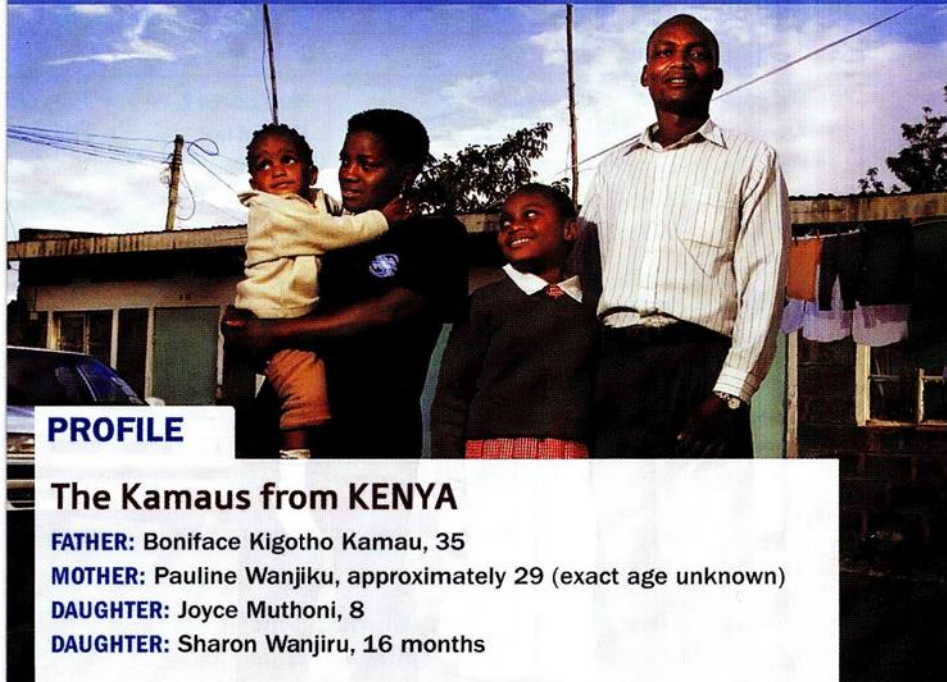 PROFILE
The Kamaus from KENYA
FATHER: Boniface Kigotho Kamau, 35
MOTHER: Pauline Wanjiku, approximately 29 (exact age unknown)
DAUGHTER: Joyce Muthoni, 8
DAUGHTER: Sharon Wanjiru, 16 months